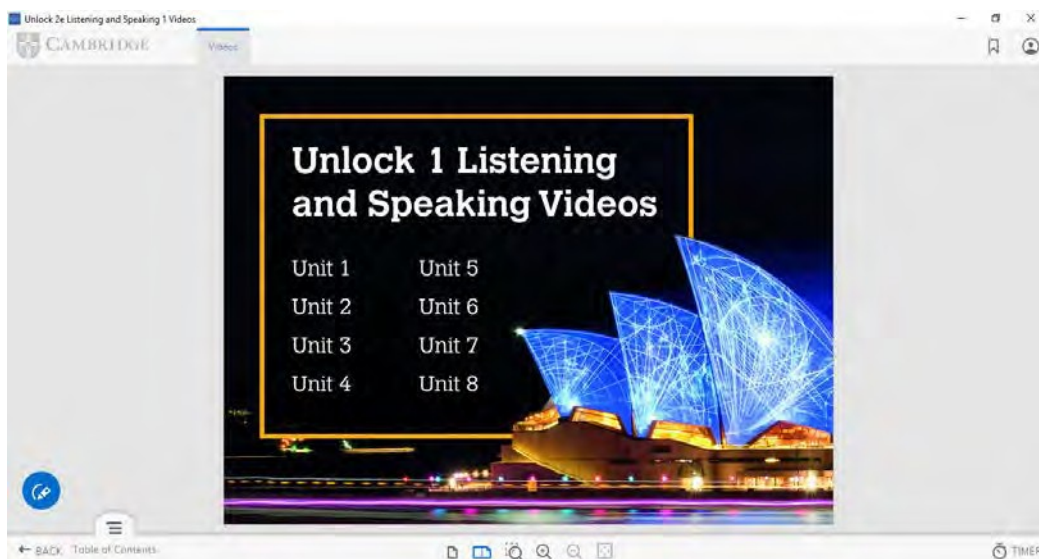 Unlock 2e Listening and Speaking 1 Videos
CAMBRIDGE
Videos
Unlock 1 Listening
and Speaking Videos
Unit 1
Unit 2
Unit 3
Unit 4
Unit 5
Unit 6
Unit 7
Unit 8
BACK
Table of Contents
TIMER